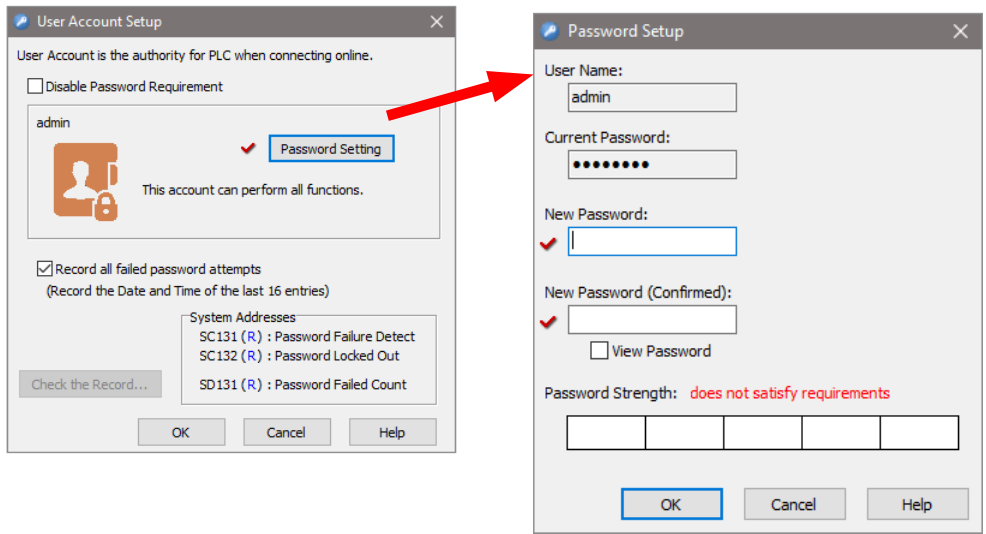 User Account Setup
User Account is the authority for PLC when connecting online.
Disable Password Requirement
admin
Password Setting
This account can perform all functions.
Record all failed password attempts
(Record the Date and Time of the last 16 entries)
System Addresses
SC131 (R) : Password Failure Detect
SC132 (R) : Password Locked Out
SD131 (R) : Password Failed Count
Check the Record...
OK Cancel Help
Password Setup
User Name:
admin
Current Password:
●●●●●●●●
New Password:
New Password (Confirmed):
View Password
Password Strength: does not satisfy requirements
OK Cancel Help